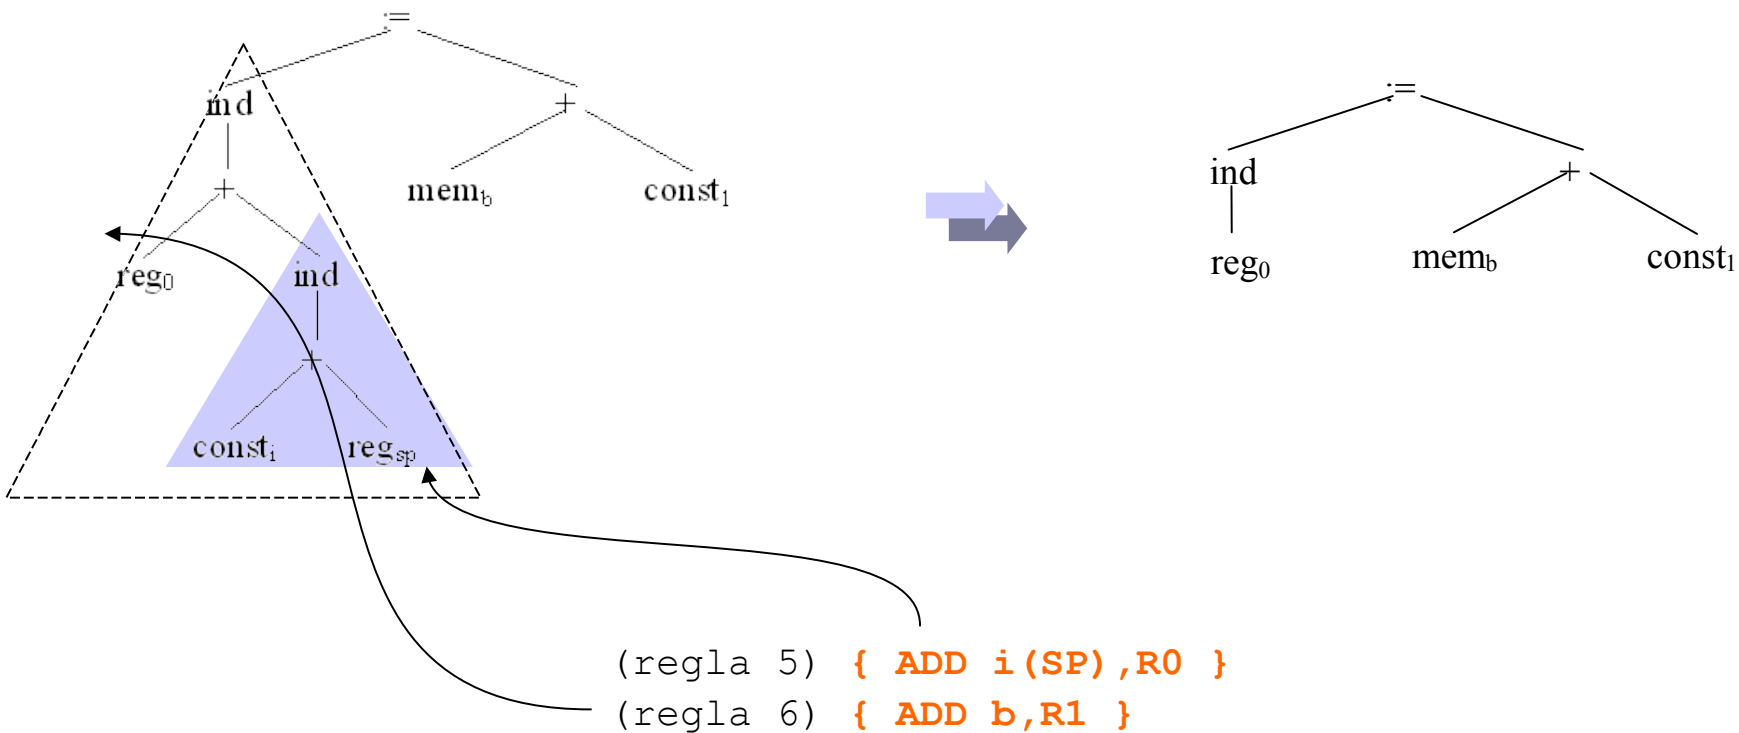 :=
ind +
+ mem_b const_1
reg_0 ind
+
const_i reg_sp
:=
ind +
reg_0 mem_b const_1
(regla 5) { ADD i(SP),R0 }
(regla 6) { ADD b,R1 }